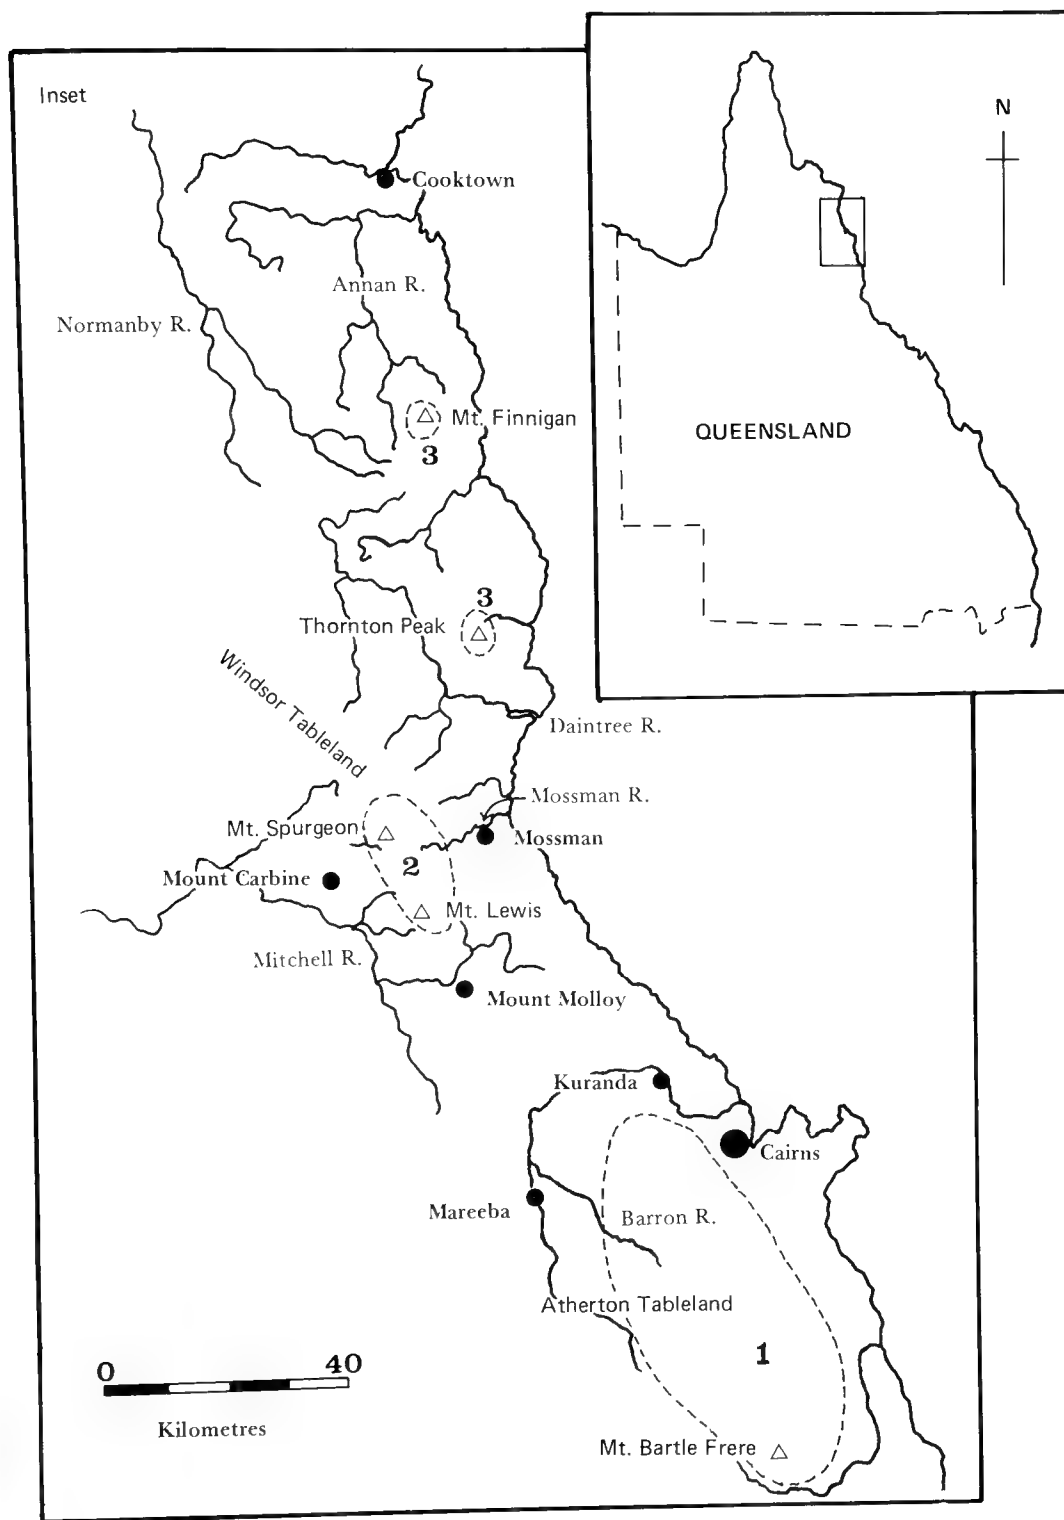 Inset
N
Cooktown
Annan R.
Normanby R.
Mt. Finnigan
3
QUEENSLAND
3
Thornton Peak
Windsor Tableland
Daintree R.
Mossman R.
Mt. Spurgeon
Mossman
2
Mount Carbine
Mt. Lewis
Mitchell R.
Mount Molloy
Kuranda
Cairns
Mareeba
Barron R.
Atherton Tableland
1
0 40
Kilometres
Mt. Bartle Frere